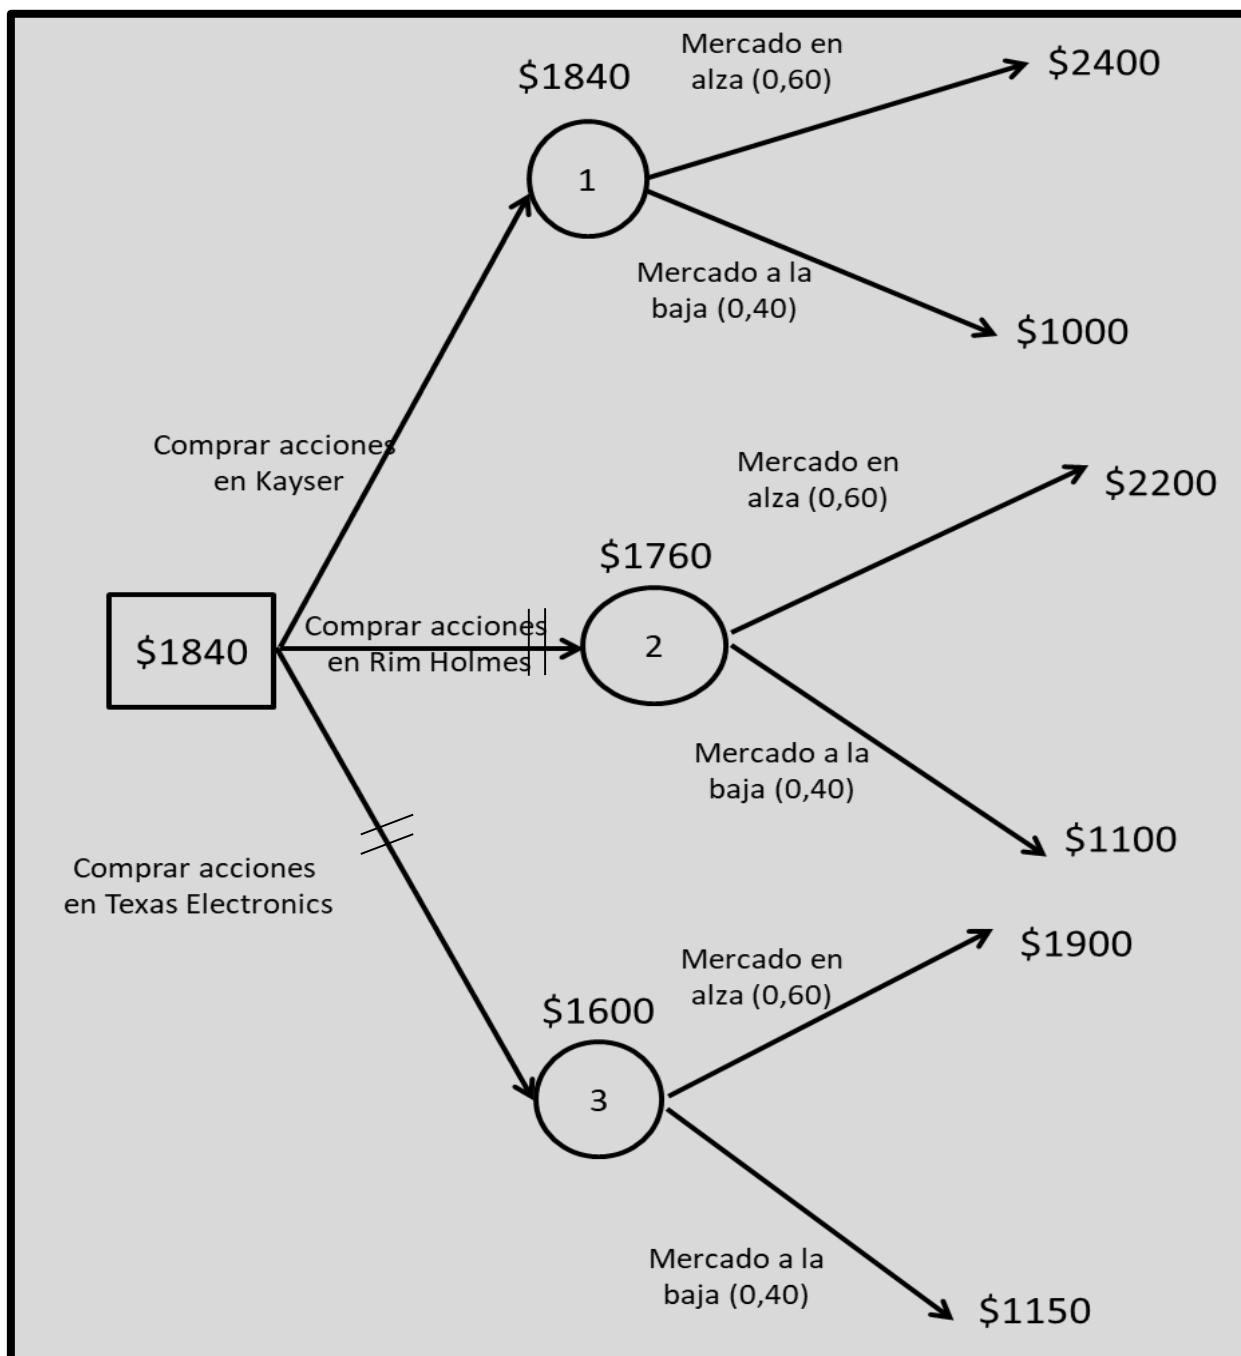 Mercado en
alza (0,60)
$2400
$1840
1
Mercado a la
baja (0,40)
$1000
Comprar acciones
en Kayser
Mercado en
alza (0,60)
$2200
$1760
$1840
Comprar acciones
en Rim Holmes
2
Mercado a la
baja (0,40)
$1100
Comprar acciones
en Texas Electronics
Mercado en
alza (0,60)
$1900
$1600
3
Mercado a la
baja (0,40)
$1150